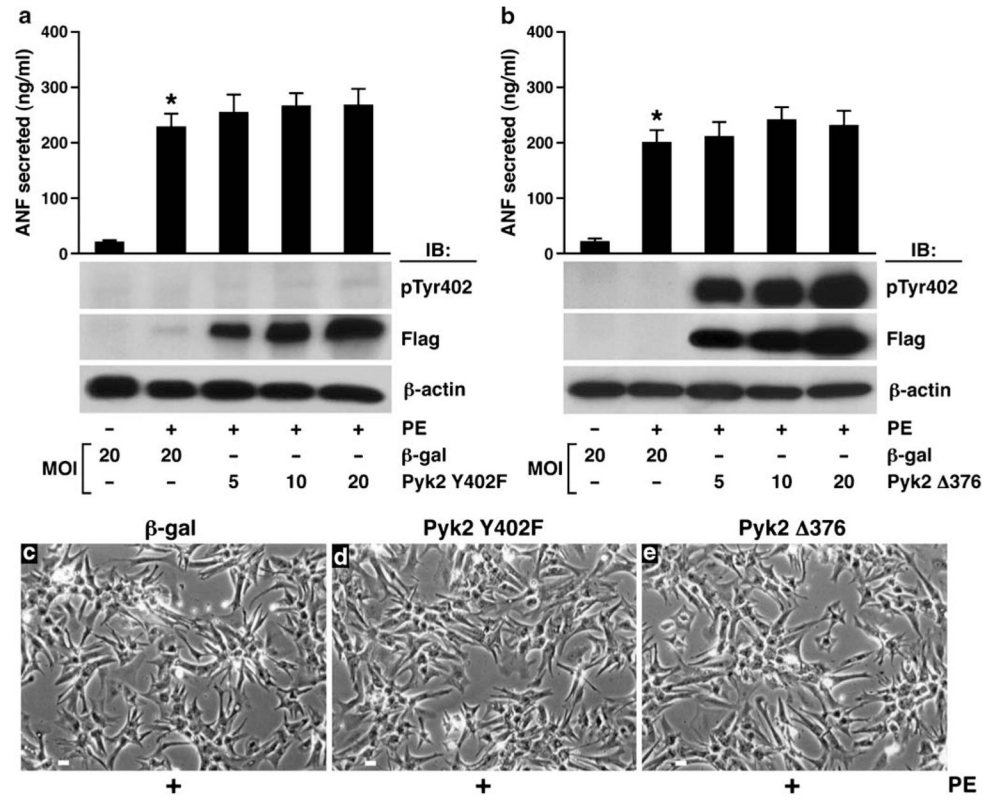 a
ANF secreted (ng/ml)
400
300
200
100
0
*
IB:
pTyr402
Flag
β-actin
– + + + + PE
MOI
20 20 – – – β-gal
– – 5 10 20 Pyk2 Y402F
b
ANF secreted (ng/ml)
400
300
200
100
0
*
IB:
pTyr402
Flag
β-actin
– + + + + PE
MOI
20 20 – – – β-gal
– – 5 10 20 Pyk2 Δ376
β-gal Pyk2 Y402F Pyk2 Δ376
c d e
+ + + PE